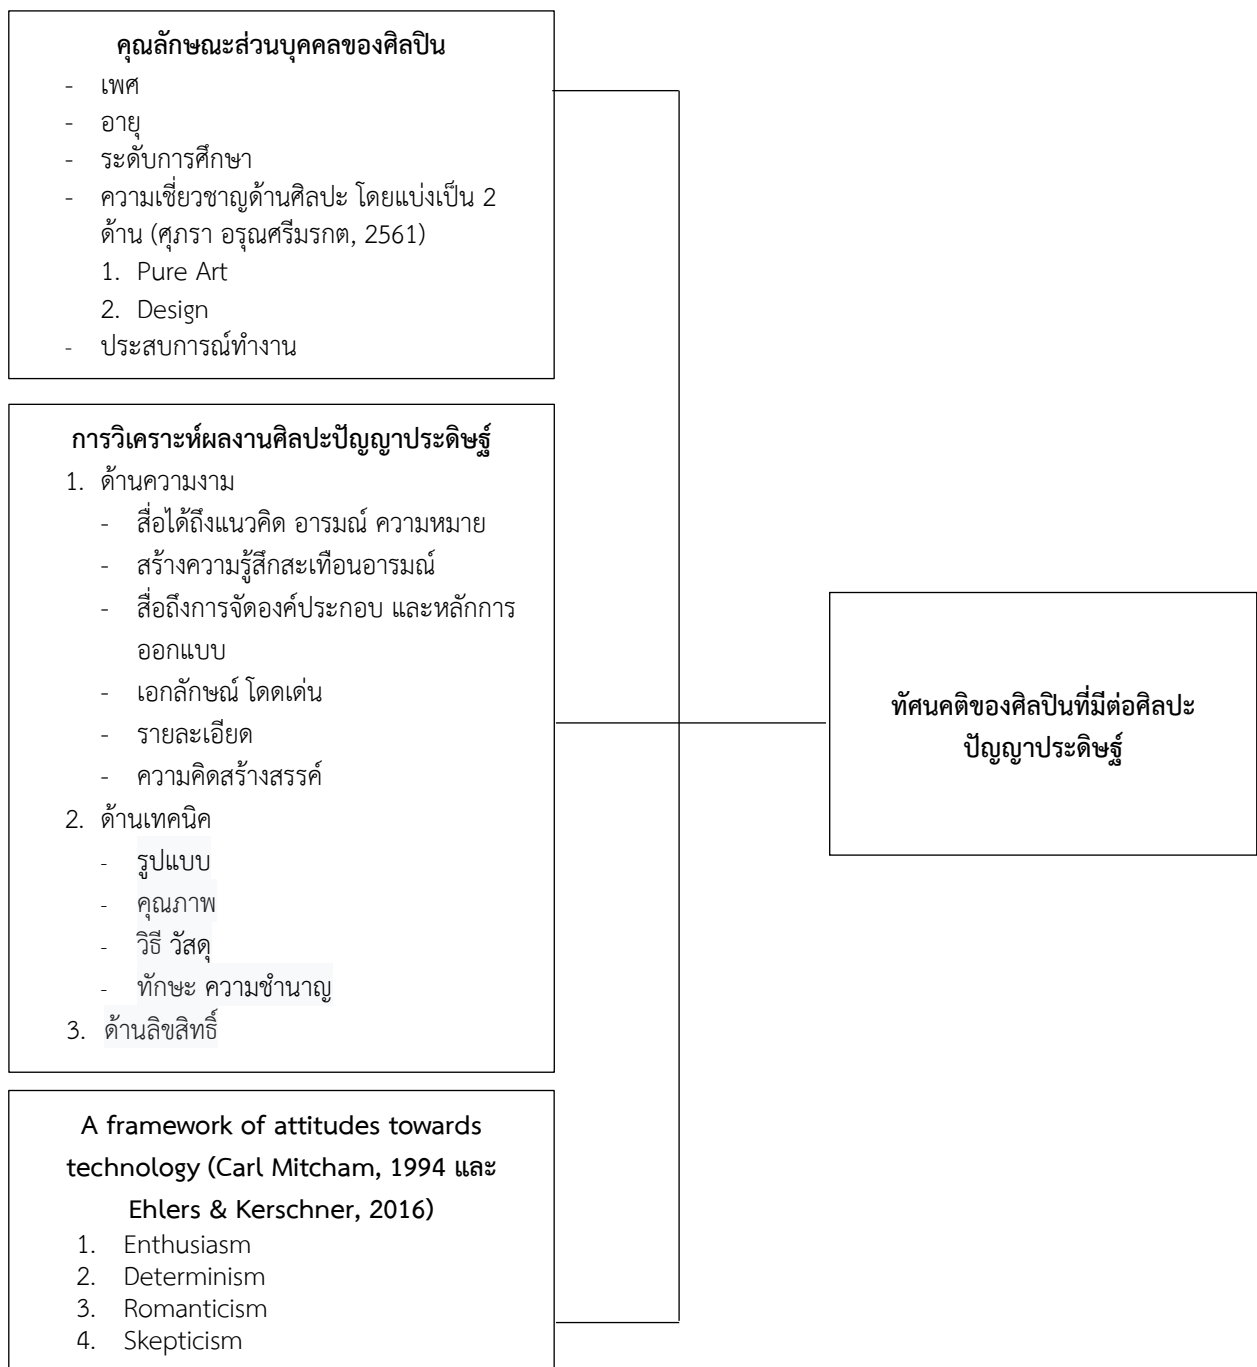 คุณลักษณะส่วนบุคคลของศิลปิน
- เพศ
- อายุ
- ระดับการศึกษา
- ความเชี่ยวชาญด้านศิลปะ โดยแบ่งเป็น 2
ด้าน (ศุภรา อรุณศรีมรกต, 2561)
1. Pure Art
2. Design
- ประสบการณ์ทำงาน
การวิเคราะห์ผลงานศิลปะปัญญาประดิษฐ์
1. ด้านความงาม
- สื่อได้ถึงแนวคิด อารมณ์ ความหมาย
- สร้างความรู้สึกสะเทือนอารมณ์
- สื่อถึงการจัดองค์ประกอบ และหลักการ
ออกแบบ
- เอกลักษณ์ โดดเด่น
- รายละเอียด
- ความคิดสร้างสรรค์
2. ด้านเทคนิค
- รูปแบบ
- คุณภาพ
- วิธี วัสดุ
- ทักษะ ความชำนาญ
3. ด้านลิขสิทธิ์
A framework of attitudes towards
technology (Carl Mitcham, 1994 และ
Ehlers & Kerschner, 2016)
1. Enthusiasm
2. Determinism
3. Romanticism
4. Skepticism
ทัศนคติของศิลปินที่มีต่อศิลปะ
ปัญญาประดิษฐ์